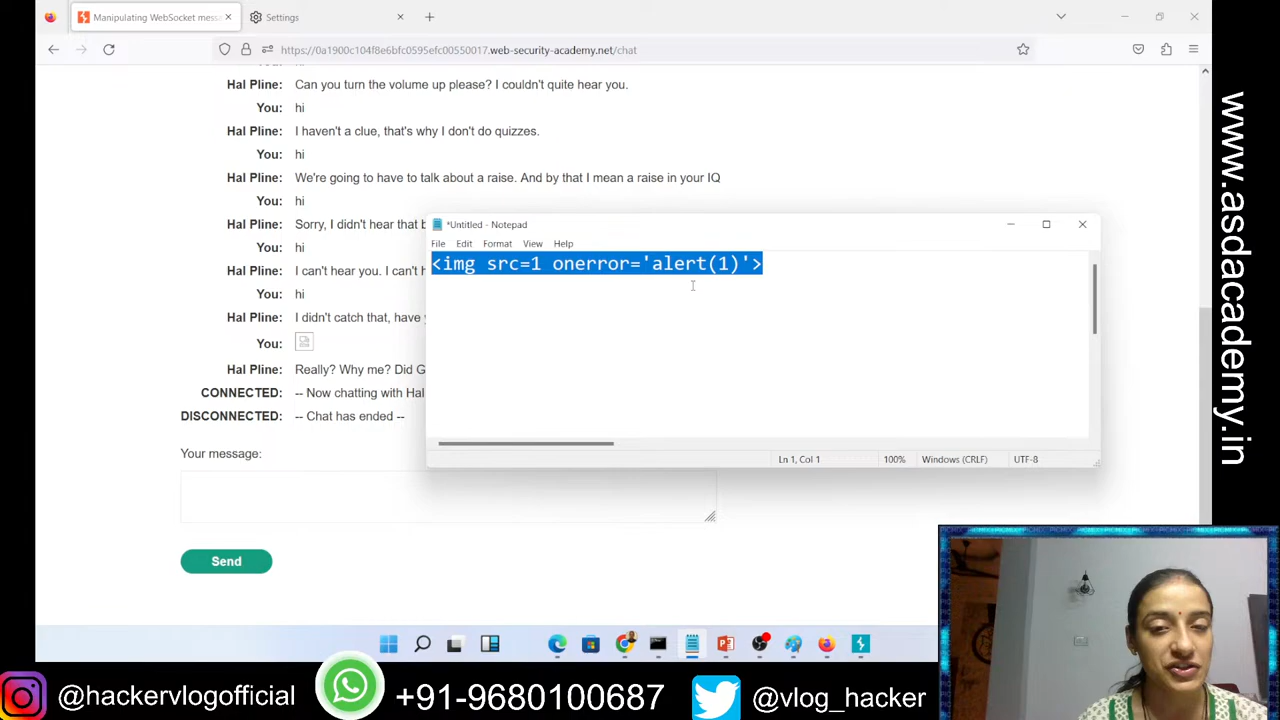 Manipulating WebSocket mess
Settings
https://0a1900c104f8e6bfc0595efc00550017.web-security-academy.net/chat
Hal Pline: Can you turn the volume up please? I couldn't quite hear you.
You: hi
Hal Pline: I haven't a clue, that's why I don't do quizzes.
You: hi
Hal Pline: We're going to have to talk about a raise. And by that I mean a raise in your IQ
You: hi
Hal Pline: Sorry, I didn't hear that b
You: hi
Hal Pline: I can't hear you. I can't h
You: hi
Hal Pline: I didn't catch that, have y
You:
Hal Pline: Really? Why me? Did G
CONNECTED: -- Now chatting with Hal
DISCONNECTED: -- Chat has ended --
Your message:
Send
*Untitled - Notepad
File Edit Format View Help
<img src=1 onerror='alert(1)'>
Ln 1, Col 1 100% Windows (CRLF) UTF-8
www.asdacademy.in
@hackervlogofficial +91-9680100687 @vlog_hacker